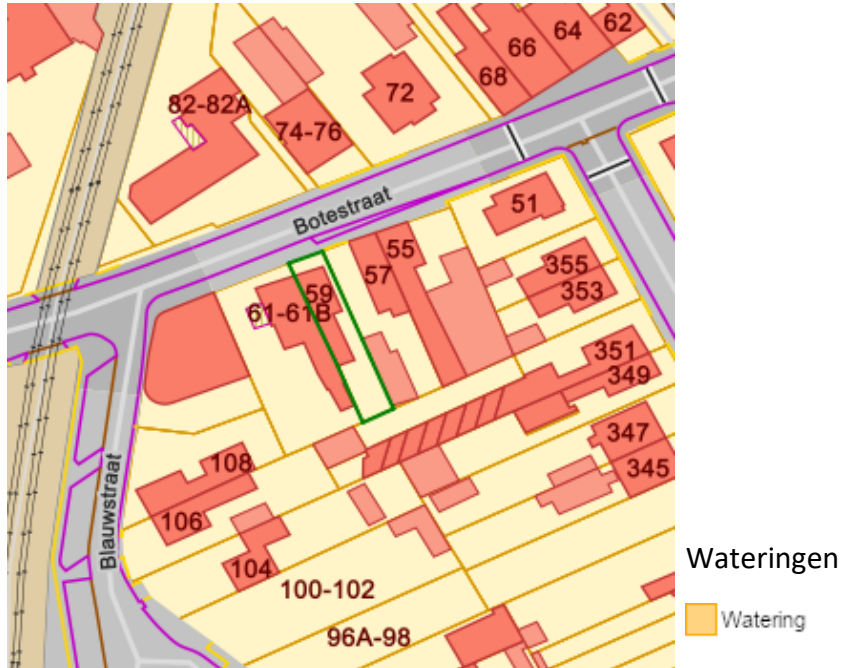 62
64
66
68
72
82-82A
74-76
Botestraat
51
55
57
355
353
59
61-61B
351
349
347
345
108
106
Blauwstraat
104
100-102
96A-98
Wateringen
Watering